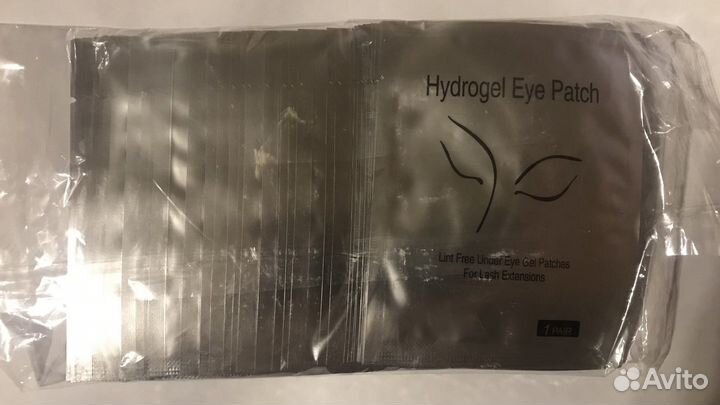 Hydrogel Eye Patch
Lint Free Under Eye Gel Patches
For Lash Extensions
1 PAIR
Avito